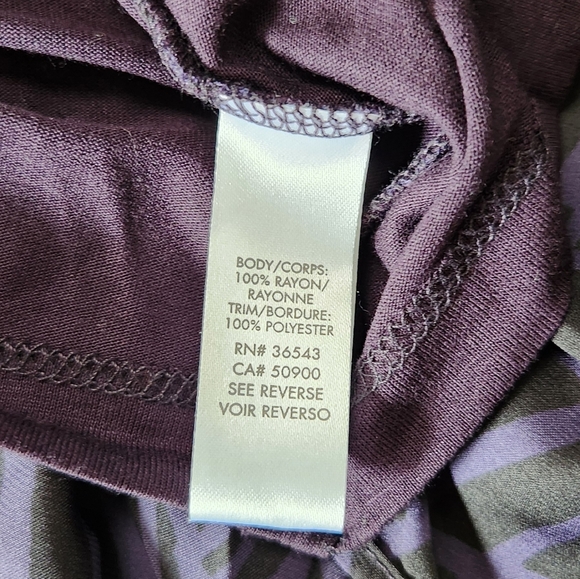 BODY/CORPS:
100% RAYON/
RAYONNE
TRIM/BORDURE:
100% POLYESTER
RN# 36543
CA# 50900
SEE REVERSE
VOIR REVERSO